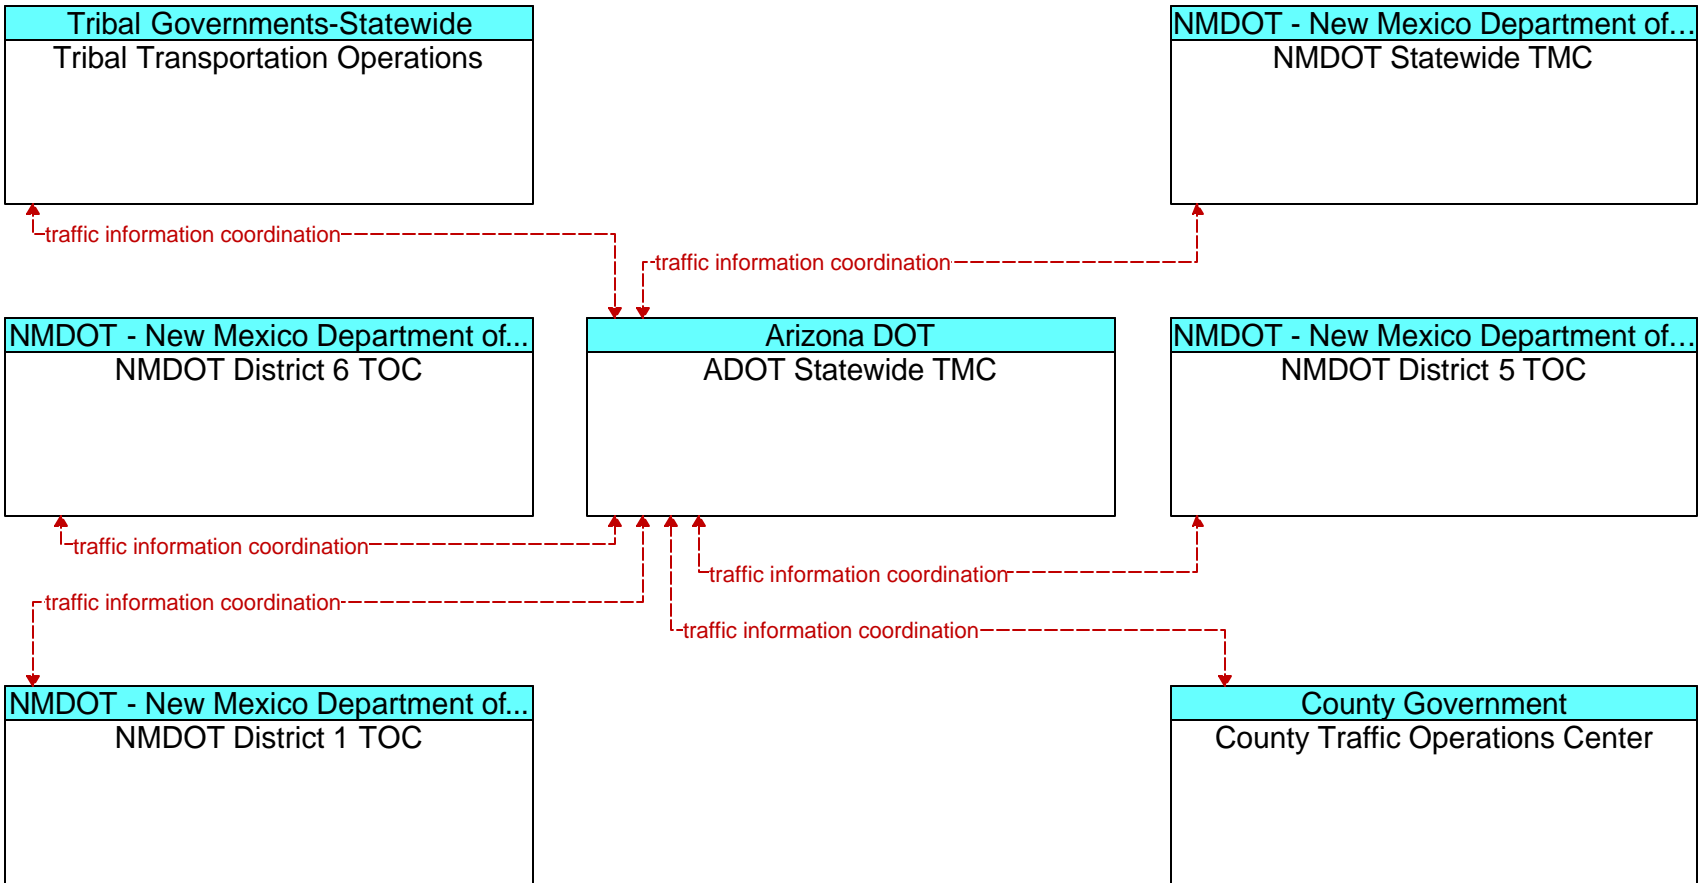 Tribal Governments-Statewide
Tribal Transportation Operations
NMDOT - New Mexico Department of...
NMDOT Statewide TMC
traffic information coordination
traffic information coordination
NMDOT - New Mexico Department of...
NMDOT District 6 TOC
Arizona DOT
ADOT Statewide TMC
NMDOT - New Mexico Department of...
NMDOT District 5 TOC
traffic information coordination
traffic information coordination
traffic information coordination
traffic information coordination
NMDOT - New Mexico Department of...
NMDOT District 1 TOC
County Government
County Traffic Operations Center